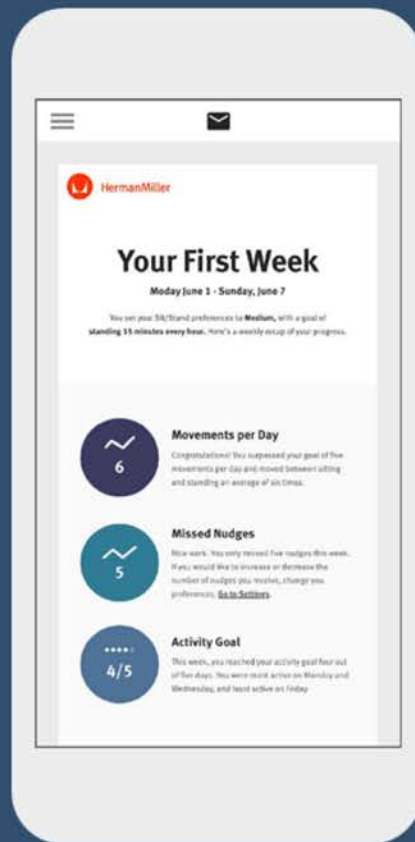 HermanMiller
Your First Week
Moday June 1 - Sunday, June 7
You set your Sit/Stand preferences to Medium, with a goal of
standing 15 minutes every hour. Here's a weekly recap of your progress.
6
Movements per Day
Congratulations! You surpassed your goal of five
movements per day and moved between sitting
and standing an average of six times.
5
Missed Nudges
Nice work. You only missed five nudges this week.
If you would like to increase or decrease the
number of nudges you receive, change you
preferences. Go to Settings.
4/5
Activity Goal
This week, you reached your activity goal four out
of five days. You were most active on Monday and
Wednesday, and least active on Friday.